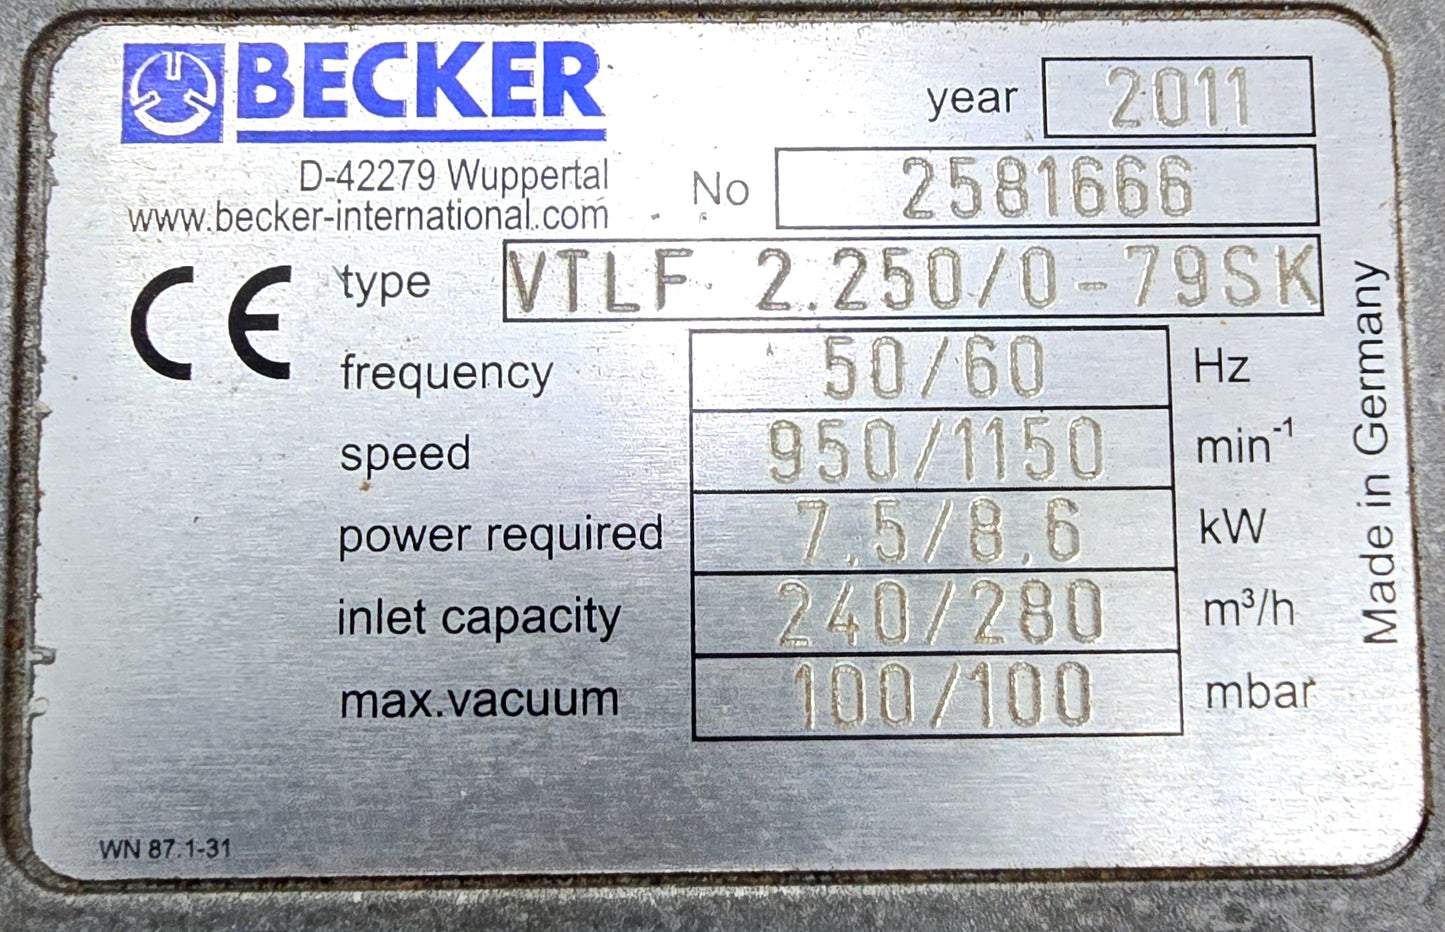 BECKER
year 2011
D-42279 Wuppertal
No 2581666
www.becker-international.com
CE
type VTLF 2.250/0-79SK
frequency 50/60 Hz
speed 950/1150 min⁻¹
power required 7,5/8,6 kW
inlet capacity 240/280 m³/h
max.vacuum 100/100 mbar
Made in Germany
WN 87.1-31